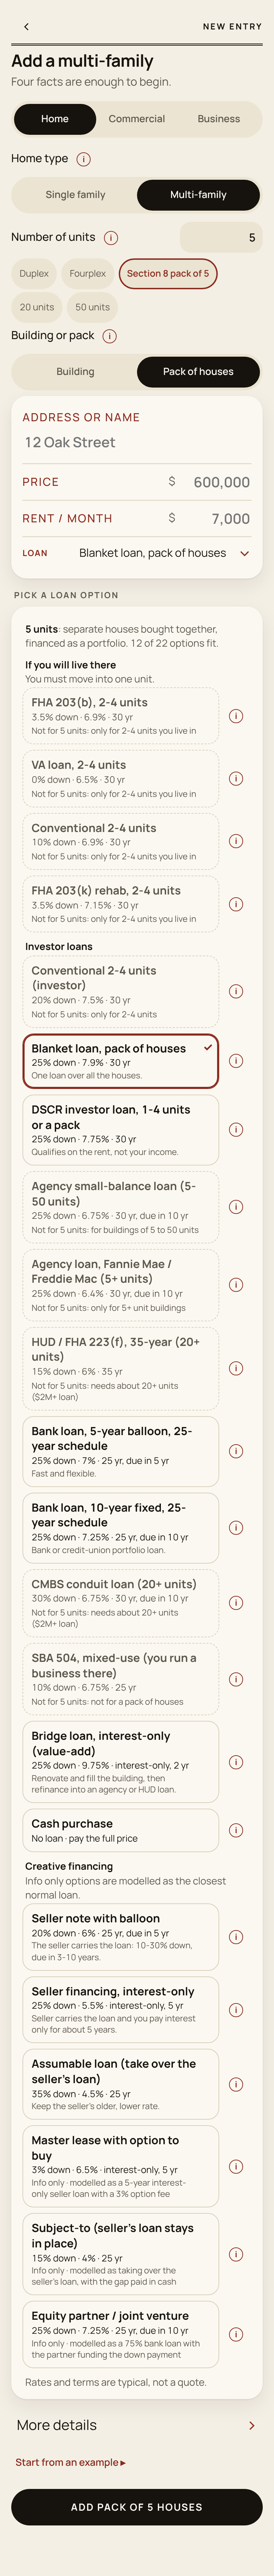 NEW ENTRY
Add a multi-family
Four facts are enough to begin.
Home
Commercial
Business
Home type
Single family
Multi-family
Number of units
5
Duplex
Fourplex
Section 8 pack of 5
20 units
50 units
Building or pack
Building
Pack of houses
ADDRESS OR NAME
12 Oak Street
PRICE
$ 600,000
RENT / MONTH
$ 7,000
LOAN
Blanket loan, pack of houses
PICK A LOAN OPTION
5 units: separate houses bought together,
financed as a portfolio. 12 of 22 options fit.
If you will live there
You must move into one unit.
FHA 203(b), 2-4 units
3.5% down · 6.9% · 30 yr
Not for 5 units: only for 2-4 units you live in
VA loan, 2-4 units
0% down · 6.5% · 30 yr
Not for 5 units: only for 2-4 units you live in
Conventional 2-4 units
10% down · 6.9% · 30 yr
Not for 5 units: only for 2-4 units you live in
FHA 203(k) rehab, 2-4 units
3.5% down · 7.15% · 30 yr
Not for 5 units: only for 2-4 units you live in
Investor loans
Conventional 2-4 units
(investor)
20% down · 7.5% · 30 yr
Not for 5 units: only for 2-4 units
Blanket loan, pack of houses
25% down · 7.9% · 30 yr
One loan over all the houses.
DSCR investor loan, 1-4 units
or a pack
25% down · 7.75% · 30 yr
Qualifies on the rent, not your income.
Agency small-balance loan (5-
50 units)
25% down · 6.75% · 30 yr, due in 10 yr
Not for 5 units: for buildings of 5 to 50 units
Agency loan, Fannie Mae /
Freddie Mac (5+ units)
25% down · 6.4% · 30 yr, due in 10 yr
Not for 5 units: only for 5+ unit buildings
HUD / FHA 223(f), 35-year (20+
units)
15% down · 6% · 35 yr
Not for 5 units: needs about 20+ units
($2M+ loan)
Bank loan, 5-year balloon, 25-
year schedule
25% down · 7% · 25 yr, due in 5 yr
Fast and flexible.
Bank loan, 10-year fixed, 25-
year schedule
25% down · 7.25% · 25 yr, due in 10 yr
Bank or credit-union portfolio loan.
CMBS conduit loan (20+ units)
30% down · 6.75% · 30 yr, due in 10 yr
Not for 5 units: needs about 20+ units
($2M+ loan)
SBA 504, mixed-use (you run a
business there)
10% down · 6.75% · 25 yr
Not for 5 units: not for a pack of houses
Bridge loan, interest-only
(value-add)
25% down · 9.75% · interest-only, 2 yr
Renovate and fill the building, then
refinance into an agency or HUD loan.
Cash purchase
No loan · pay the full price
Creative financing
Info only options are modelled as the closest
normal loan.
Seller note with balloon
20% down · 6% · 25 yr, due in 5 yr
The seller carries the loan: 10-30% down,
due in 3-10 years.
Seller financing, interest-only
25% down · 5.5% · interest-only, 5 yr
Seller carries the loan and you pay interest
only for about 5 years.
Assumable loan (take over the
seller's loan)
35% down · 4.5% · 25 yr
Keep the seller's older, lower rate.
Master lease with option to
buy
3% down · 6.5% · interest-only, 5 yr
Info only · modelled as a 5-year interest-
only seller loan with a 3% option fee
Subject-to (seller's loan stays
in place)
15% down · 4% · 25 yr
Info only · modelled as taking over the
seller's loan, with the gap paid in cash
Equity partner / joint venture
25% down · 7.25% · 25 yr, due in 10 yr
Info only · modelled as a 75% bank loan with
the partner funding the down payment
Rates and terms are typical, not a quote.
More details
Start from an example ▸
ADD PACK OF 5 HOUSES